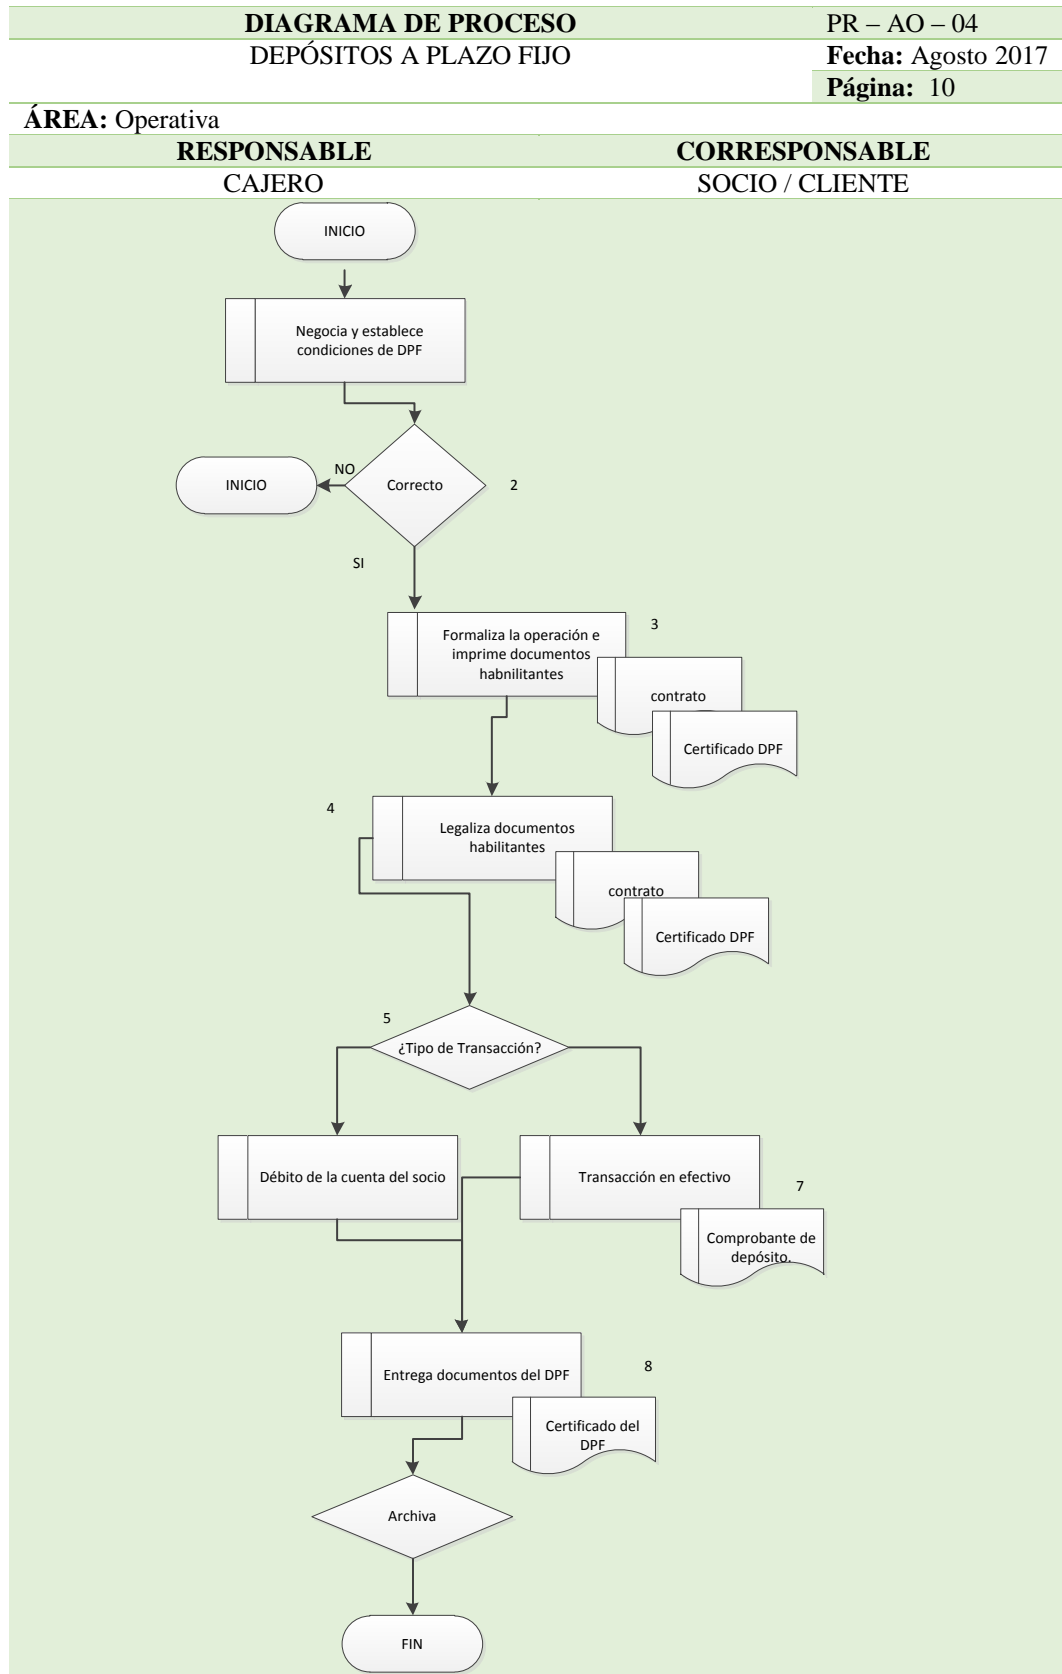 DIAGRAMA DE PROCESO
PR – AO – 04
DEPÓSITOS A PLAZO FIJO
Fecha: Agosto 2017
Página: 10
ÁREA: Operativa
RESPONSABLE
CORRESPONSABLE
CAJERO
SOCIO / CLIENTE
INICIO
Negocia y establece
condiciones de DPF
INICIO
NO
Correcto
2
SI
3
Formaliza la operación e
imprime documentos
habnilitantes
contrato
Certificado DPF
4
Legaliza documentos
habilitantes
contrato
Certificado DPF
5
¿Tipo de Transacción?
Débito de la cuenta del socio
Transacción en efectivo
7
Comprobante de
depósito.
8
Entrega documentos del DPF
Certificado del
DPF
Archiva
FIN